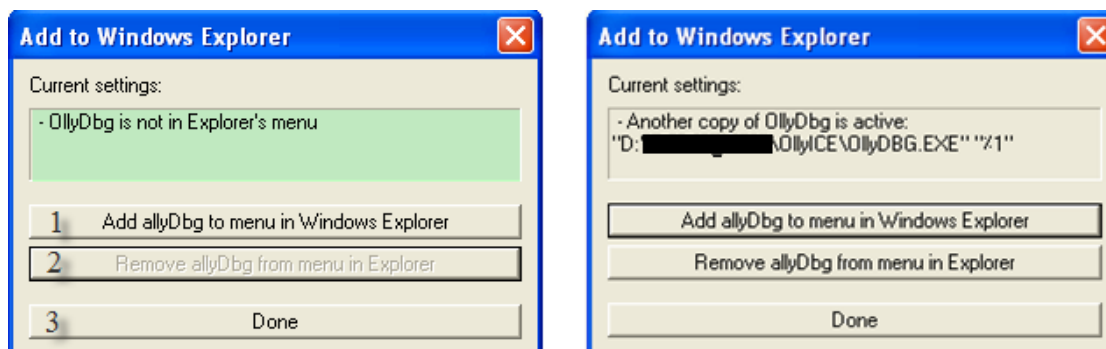 Add to Windows Explorer
Current settings:
- OllyDbg is not in Explorer's menu
1 Add allyDbg to menu in Windows Explorer
2 Remove allyDbg from menu in Explorer
3 Done
Add to Windows Explorer
Current settings:
- Another copy of OllyDbg is active:
"D:\ \OllyICE\OllyDBG.EXE" "%1"
Add allyDbg to menu in Windows Explorer
Remove allyDbg from menu in Explorer
Done